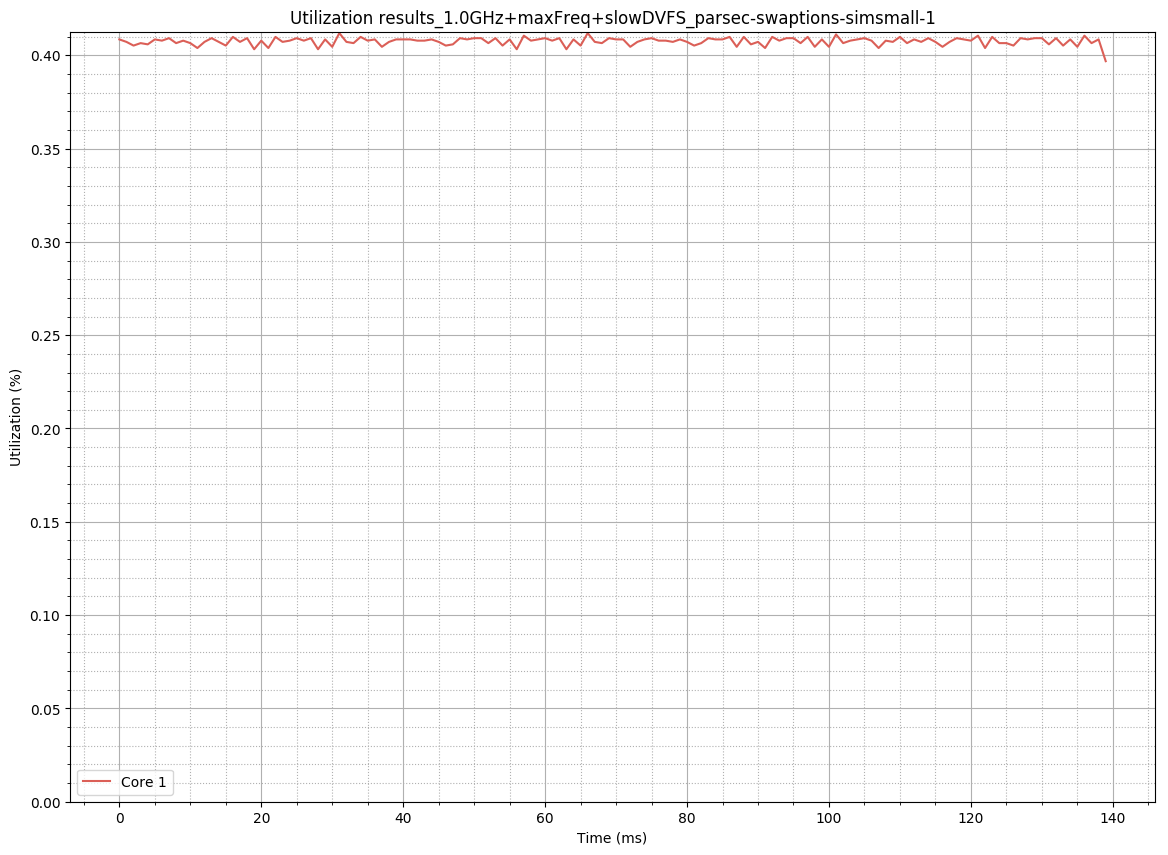 Utilization results_1.0GHz+maxFreq+slowDVFS_parsec-swaptions-simsmall-1
Utilization (%)
0.40
0.35
0.30
0.25
0.20
0.15
0.10
0.05
0.00
Core 1
0 20 40 60 80 100 120 140
Time (ms)